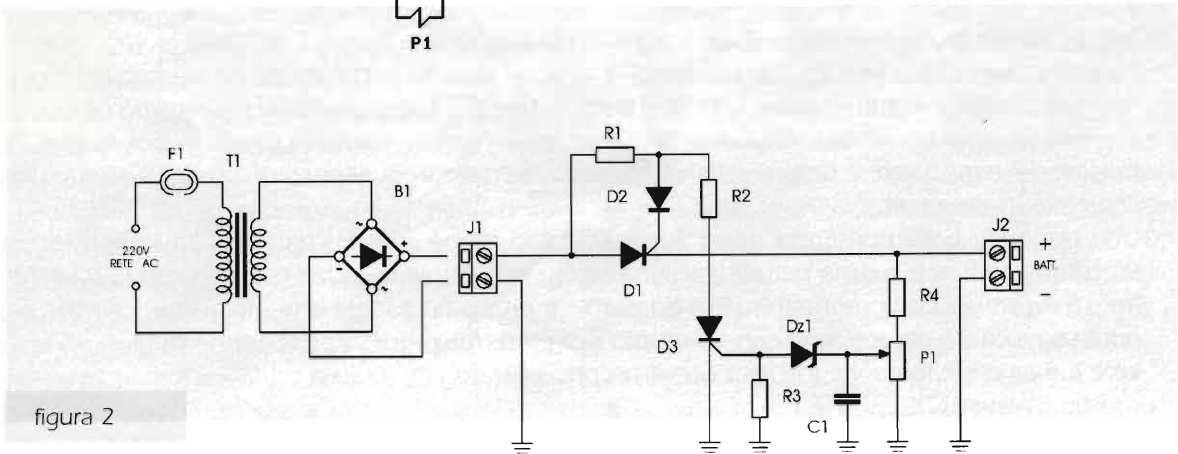 P1
F1
T1
B1
220V
RETE AC
~
+
-
~
J1
R1
D2
R2
D1
J2
+
BATT.
−
R4
D3
Dz1
P1
R3
C1
figura 2